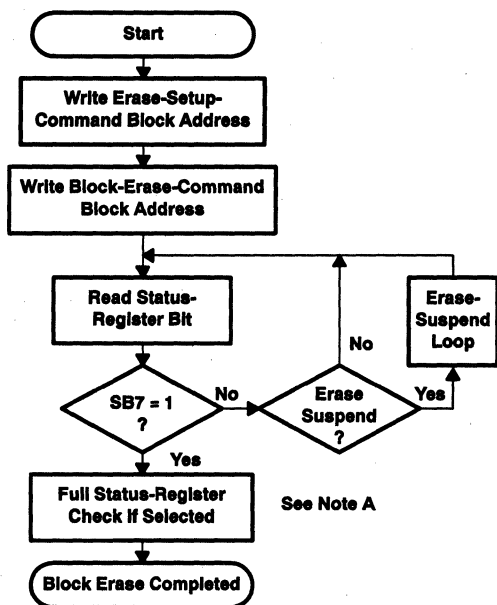 Start
Write Erase-Setup-
Command Block Address
Write Block-Erase-Command
Block Address
Read Status-
Register Bit
Erase-
Suspend
Loop
No
SB7 = 1
?
No
Erase
Suspend
?
Yes
Yes
Full Status-Register
Check if Selected
See Note A
Block Erase Completed